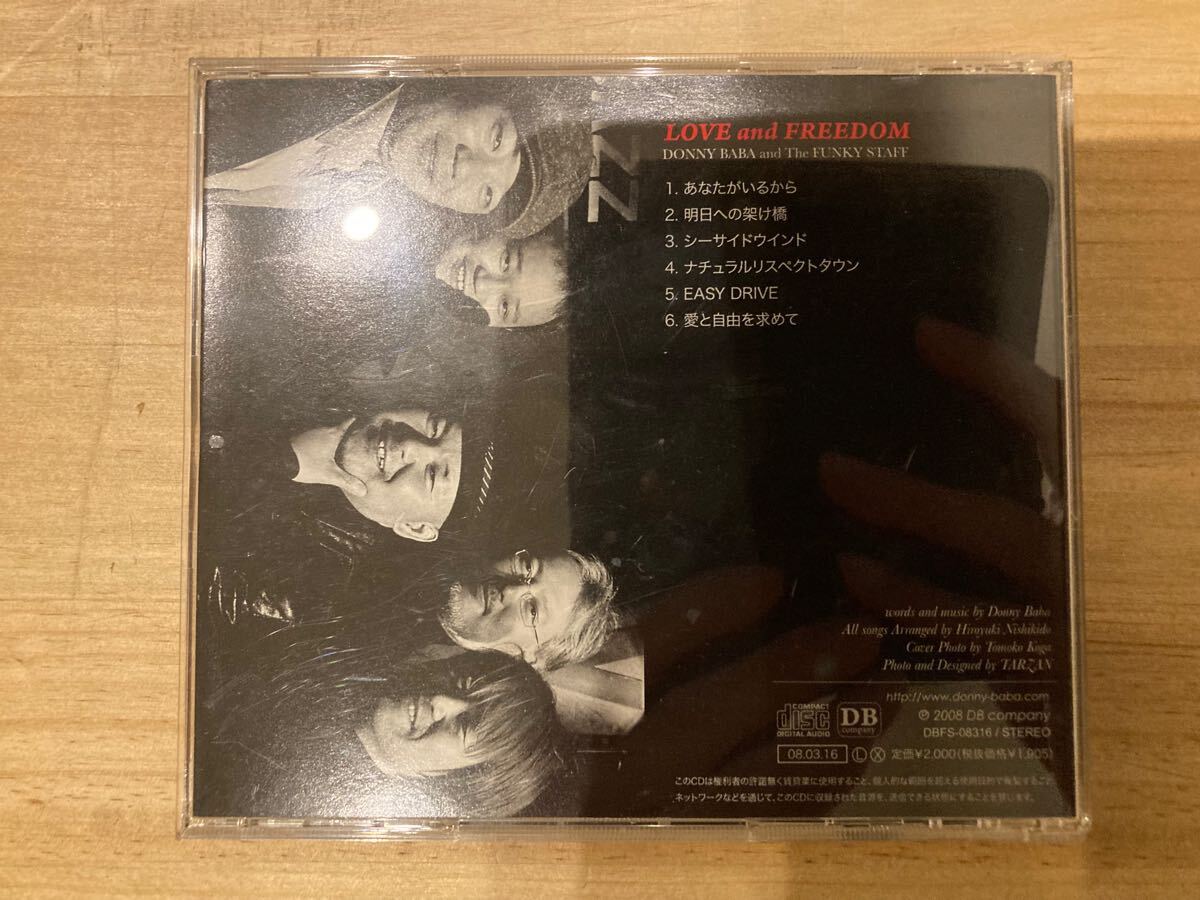 LOVE and FREEDOM
DONNY BABA and The FUNKY STAFF
1. あなたがいるから
2. 明日への架け橋
3. シーサイドウインド
4. ナチュラルリスペクトタウン
5. EASY DRIVE
6. 愛と自由を求めて
words and music by Donny Baba
All songs Arranged by Hiroyuki Nishikido
Cover Photo by Tomoko Koga
Photo and Designed by TARZAN
http://www.donny-baba.com
℗ 2008 DB company
DBFS-08316 / STEREO
COMPACT disc DIGITAL AUDIO
DB company
08.03.16 Ⓛ Ⓧ 定価¥2,000(税抜価格¥1,905)
このCDは権利者の許諾無く賃貸業に使用すること、個人的な範囲を超える使用目的で複製すること、
ネットワークなどを通じて、このCDに収録された音源を、送信できる状態にすることを禁じます。